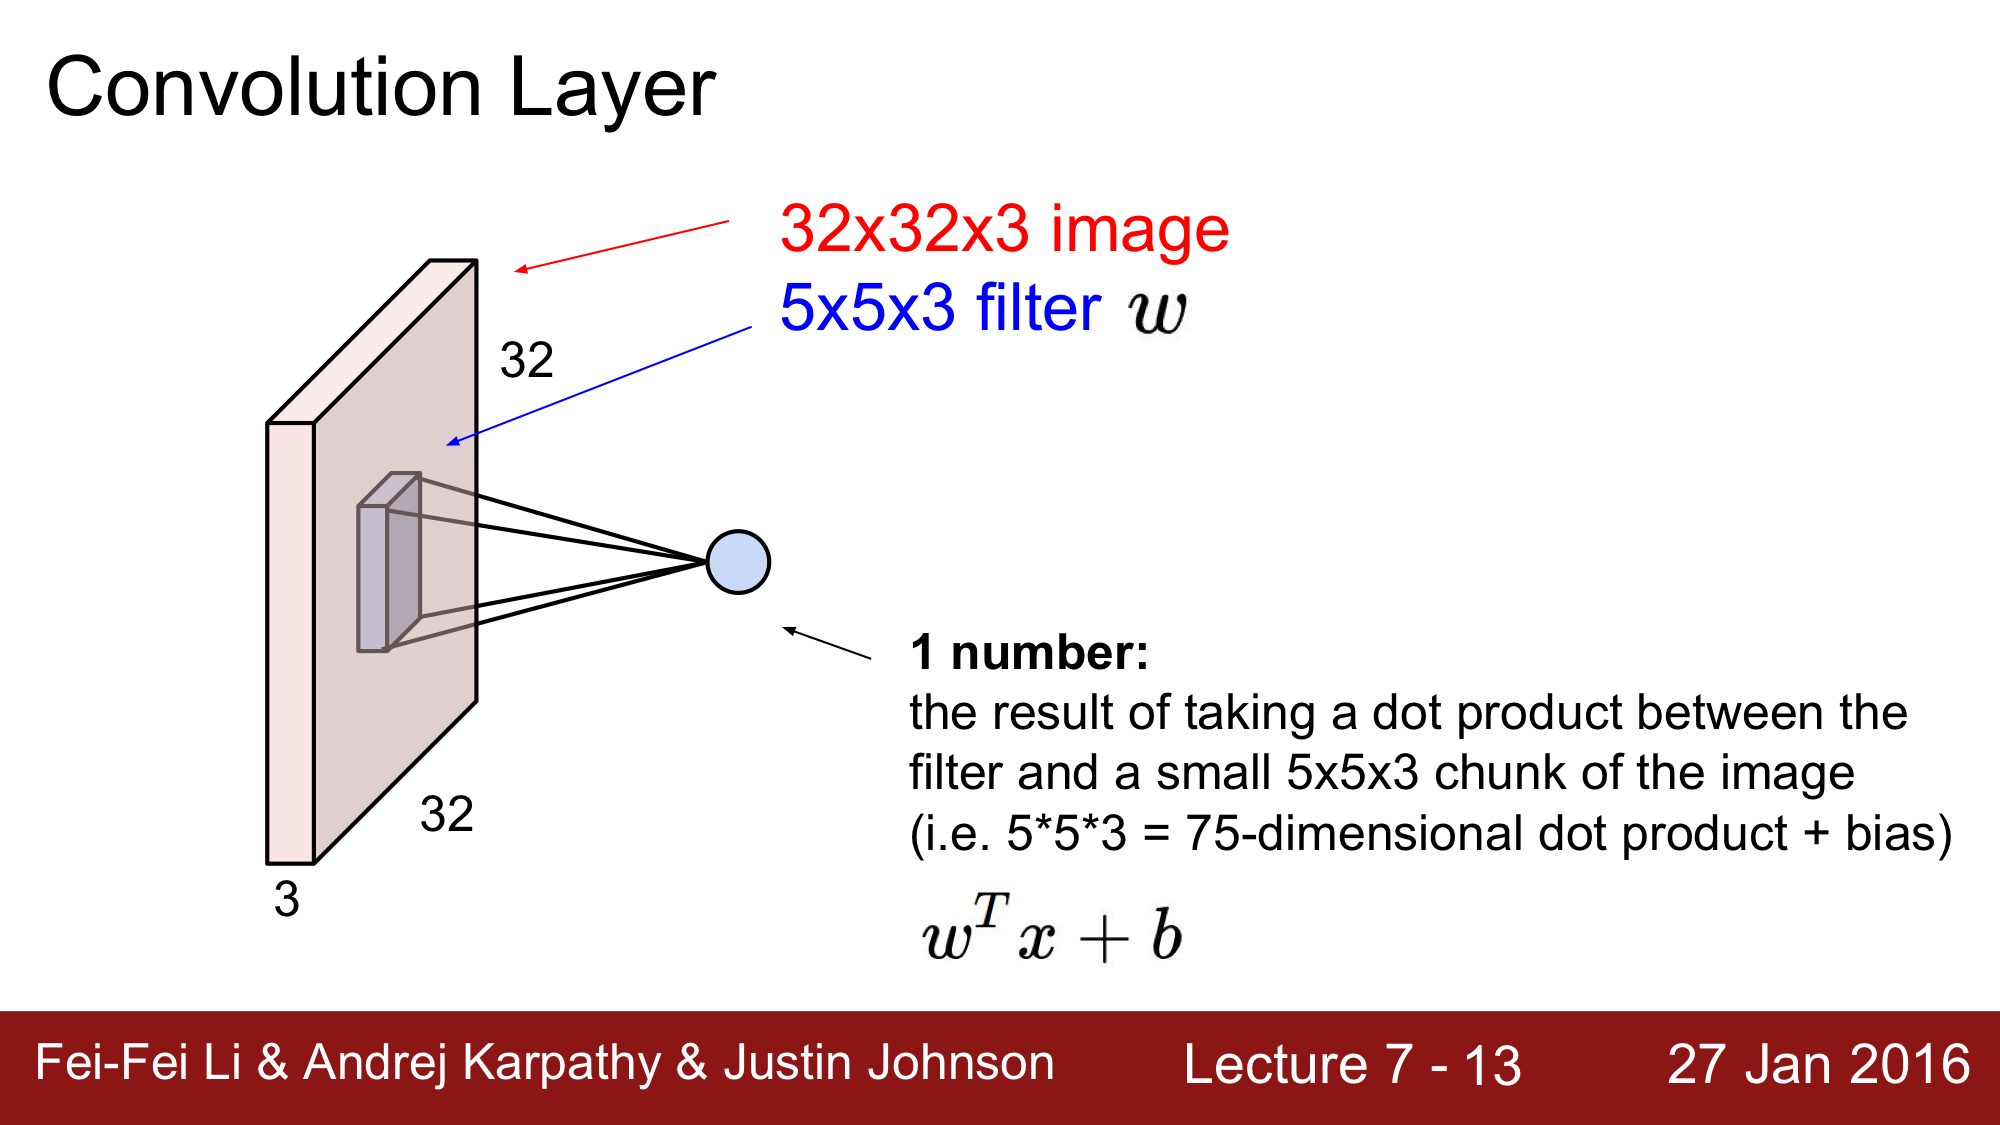 Convolution Layer
32x32x3 image
5x5x3 filter w
32
32
3
1 number:
the result of taking a dot product between the
filter and a small 5x5x3 chunk of the image
(i.e. 5*5*3 = 75-dimensional dot product + bias)
w^T x + b
Fei-Fei Li & Andrej Karpathy & Justin Johnson
Lecture 7 - 13
27 Jan 2016